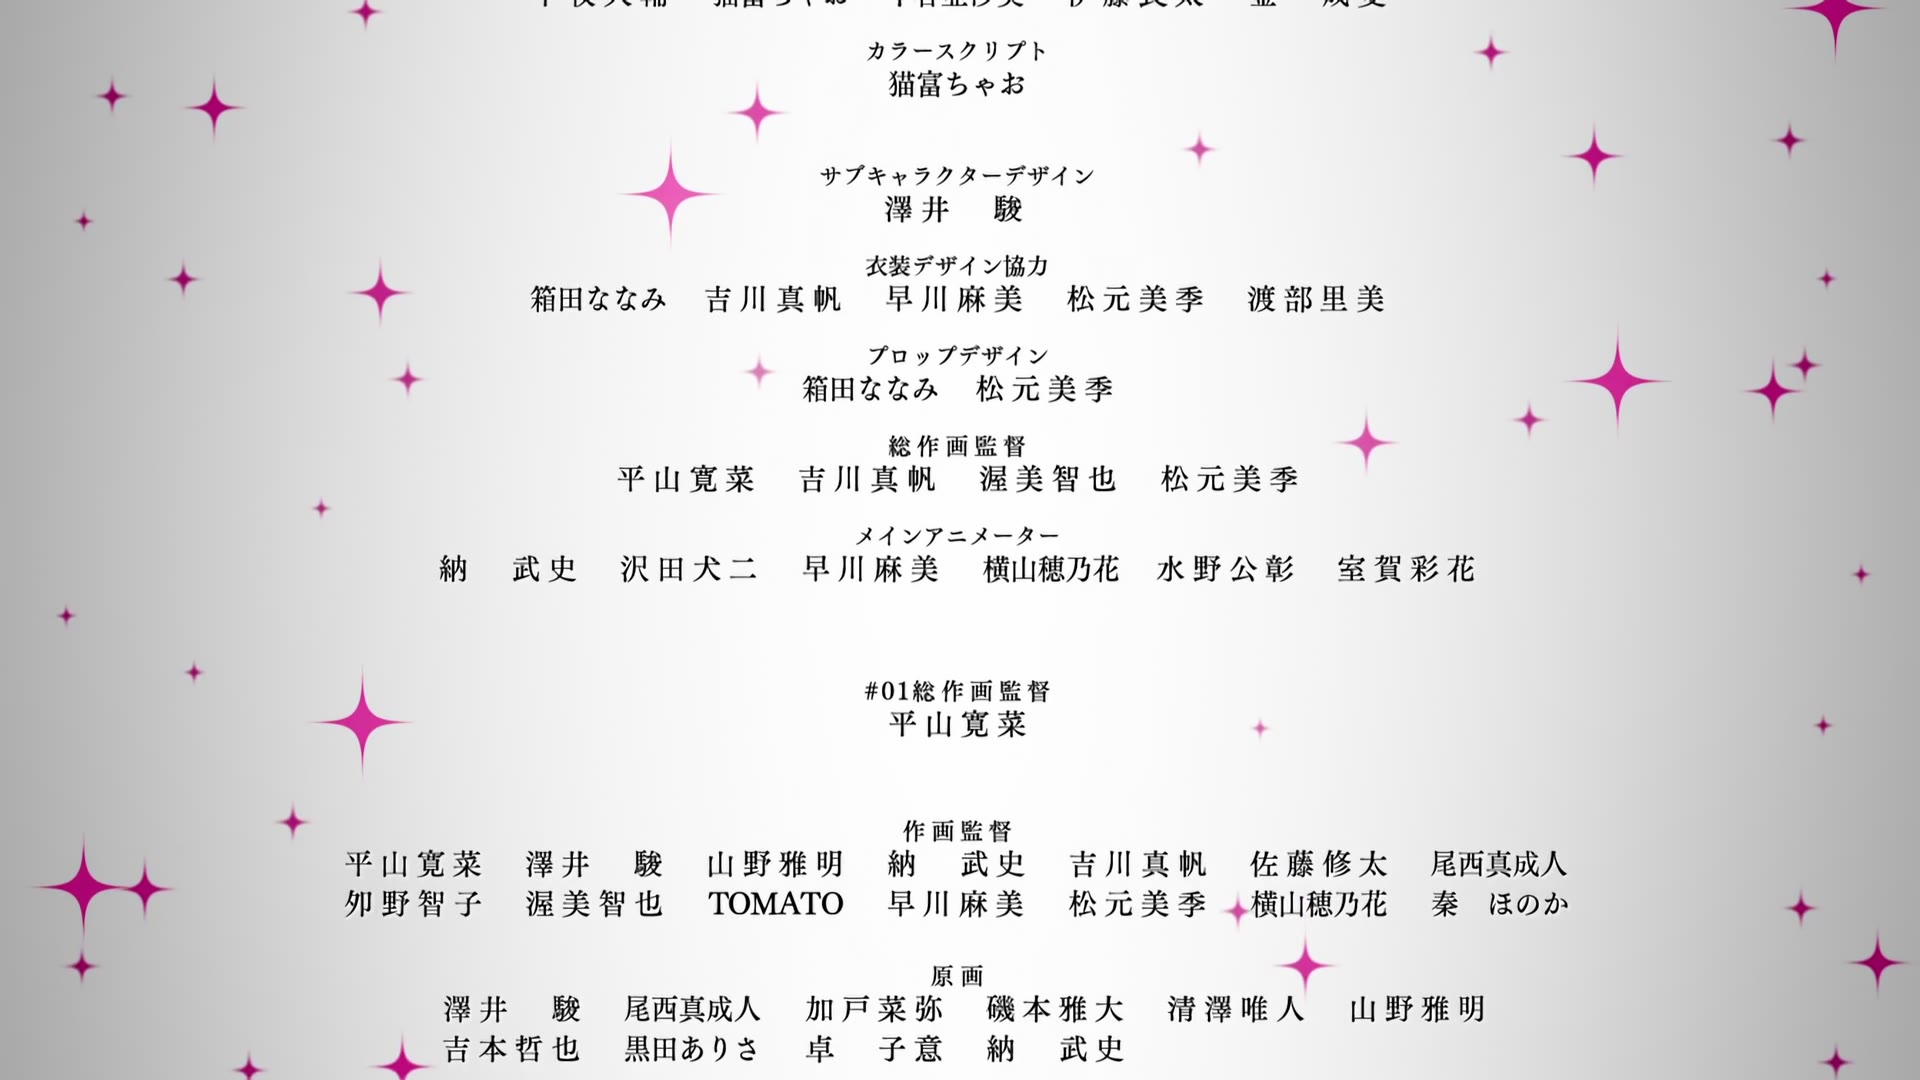 カラースクリプト
猫富ちゃお
サブキャラクターデザイン
澤井 駿
衣装デザイン協力
箱田ななみ 吉川真帆 早川麻美 松元美季 渡部里美
プロップデザイン
箱田ななみ 松元美季
総作画監督
平山寛菜 吉川真帆 渥美智也 松元美季
メインアニメーター
納 武史 沢田犬二 早川麻美 横山穂乃花 水野公彰 室賀彩花
#01総作画監督
平山寛菜
作画監督
平山寛菜 澤井 駿 山野雅明 納 武史 吉川真帆 佐藤修太 尾西真成人
夘野智子 渥美智也 TOMATO 早川麻美 松元美季 横山穂乃花 秦 ほのか
原画
澤井 駿 尾西真成人 加戸菜弥 磯本雅大 清澤唯人 山野雅明
吉本哲也 黒田ありさ 卓 子意 納 武史